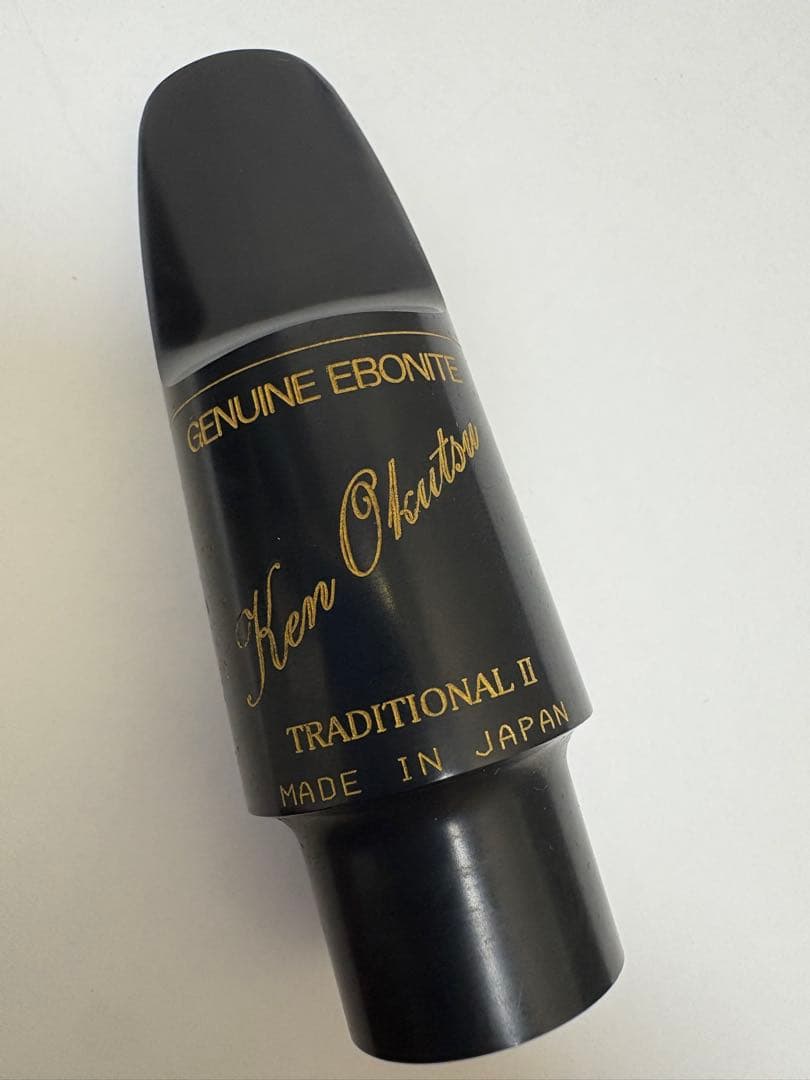 GENUINE EBONITE
Ken Okutsu
TRADITIONAL II
MADE IN JAPAN